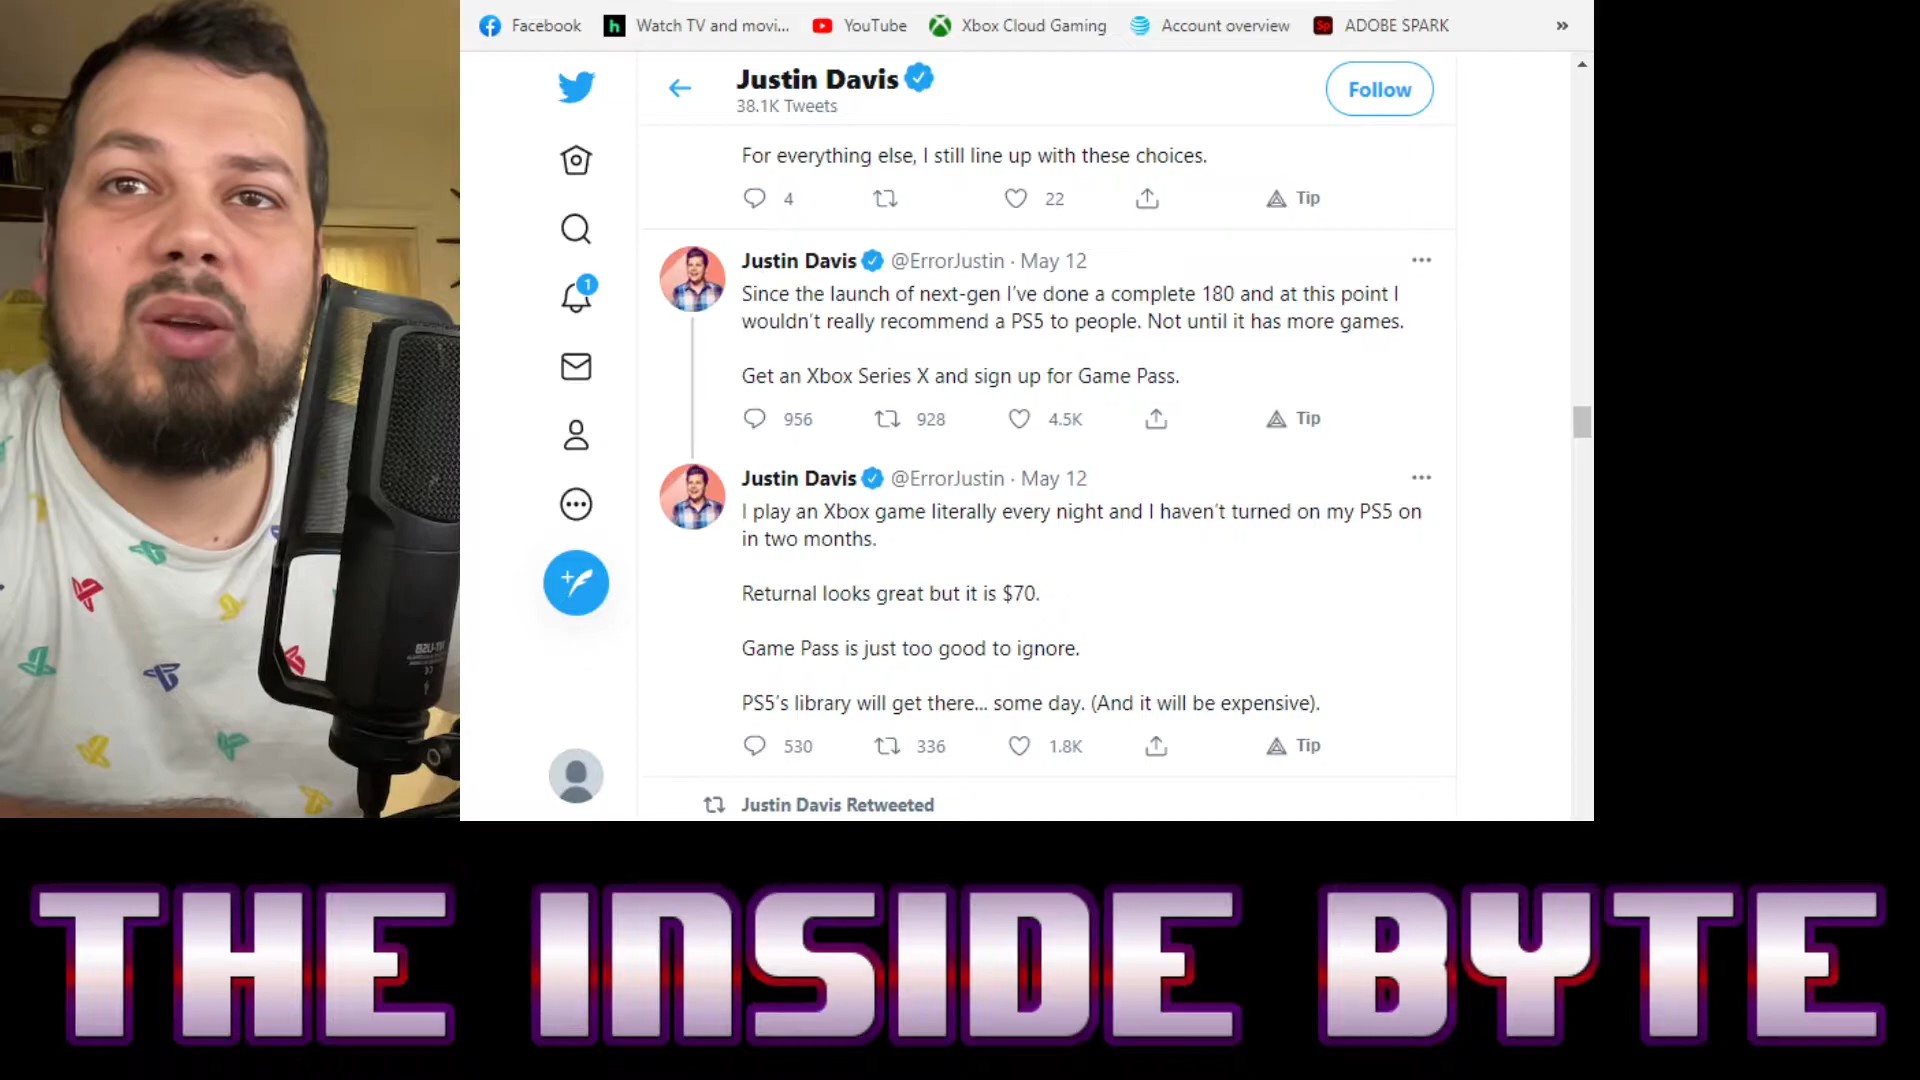 Facebook
Watch TV and movi...
YouTube
Xbox Cloud Gaming
Account overview
Sp
ADOBE SPARK
»
Justin Davis
38.1K Tweets
Follow
For everything else, I still line up with these choices.
4 22 Tip
Justin Davis @ErrorJustin · May 12
Since the launch of next-gen I've done a complete 180 and at this point I
wouldn't really recommend a PS5 to people. Not until it has more games.
Get an Xbox Series X and sign up for Game Pass.
956 928 4.5K Tip
1
Justin Davis @ErrorJustin · May 12
I play an Xbox game literally every night and I haven't turned on my PS5 on
in two months.
Returnal looks great but it is $70.
Game Pass is just too good to ignore.
PS5's library will get there... some day. (And it will be expensive).
530 336 1.8K Tip
Justin Davis Retweeted
THE INSIDE BYTE